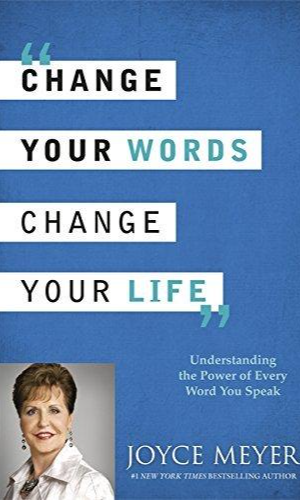 “CHANGE
YOUR WORDS
CHANGE
YOUR LIFE”
Understanding
the Power of Every
Word You Speak
JOYCE MEYER
#1 NEW YORK TIMES BESTSELLING AUTHOR